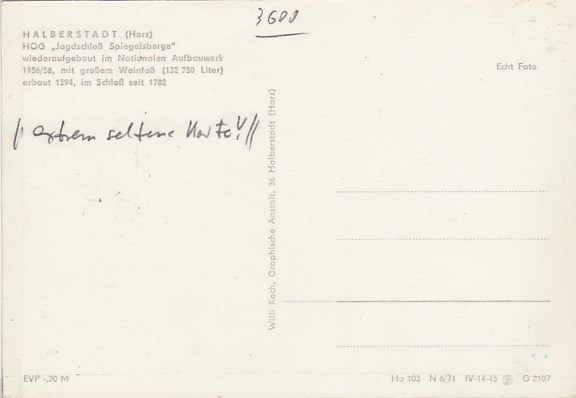 3600
HALBERSTADT (Harz)
HOG „Jagdschloß Spiegelsberge"
wiederaufgebaut im Nationalen Aufbauwerk
1956/58, mit großem Weinfaß (132 750 Liter)
erbaut 1594, im Schloß seit 1782
Echt Foto
// extrem seltene Karte! //
Willi Koch, Graphische Anstalt, 36 Halberstadt (Harz)
EVP -,20 M
Ha 103 N 6/71 IV-14-45 G 2107